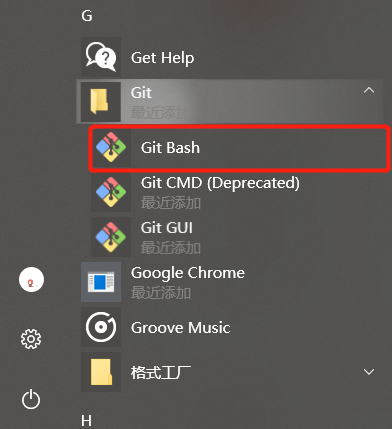 G
Get Help
Git
最近添加
Git Bash
Git CMD (Deprecated)
最近添加
Git GUI
最近添加
Google Chrome
最近添加
Groove Music
格式工厂
H